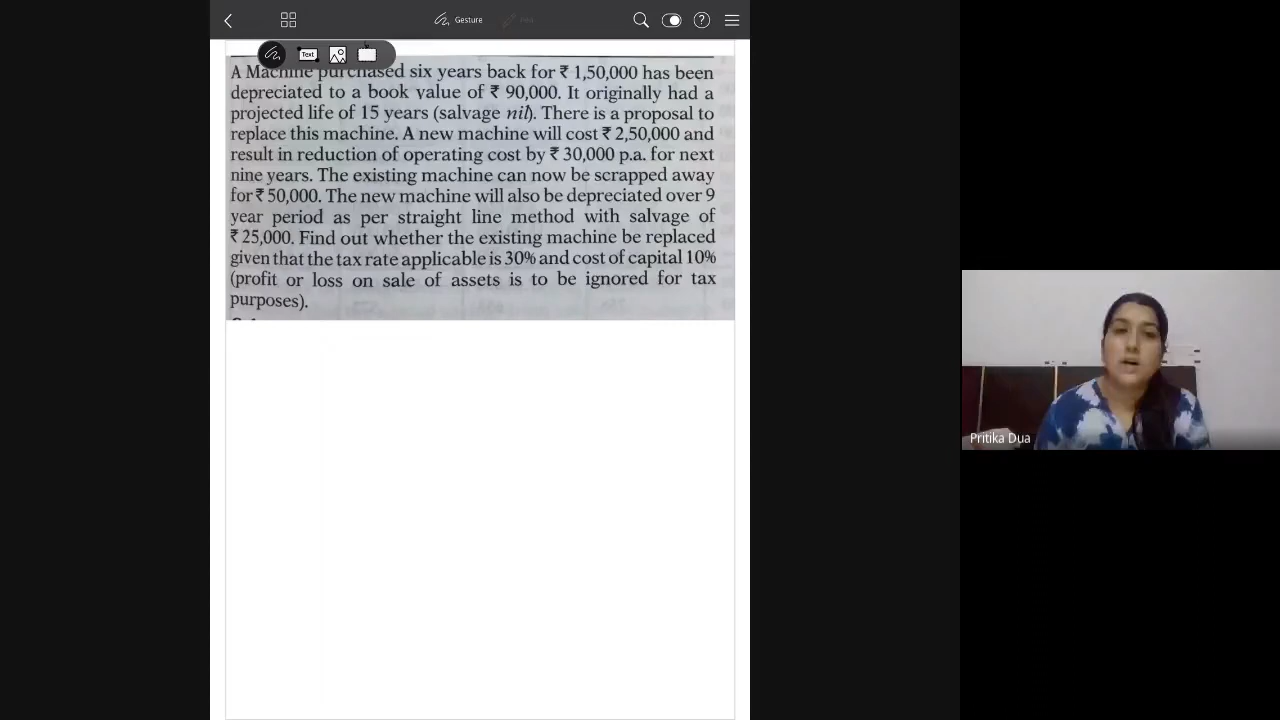 Gesture
Text
A Machine purchased six years back for ₹ 1,50,000 has been
depreciated to a book value of ₹ 90,000. It originally had a
projected life of 15 years (salvage nil). There is a proposal to
replace this machine. A new machine will cost ₹ 2,50,000 and
result in reduction of operating cost by ₹ 30,000 p.a. for next
nine years. The existing machine can now be scrapped away
for ₹ 50,000. The new machine will also be depreciated over 9
year period as per straight line method with salvage of
₹ 25,000. Find out whether the existing machine be replaced
given that the tax rate applicable is 30% and cost of capital 10%
(profit or loss on sale of assets is to be ignored for tax
purposes).
Pritika Dua